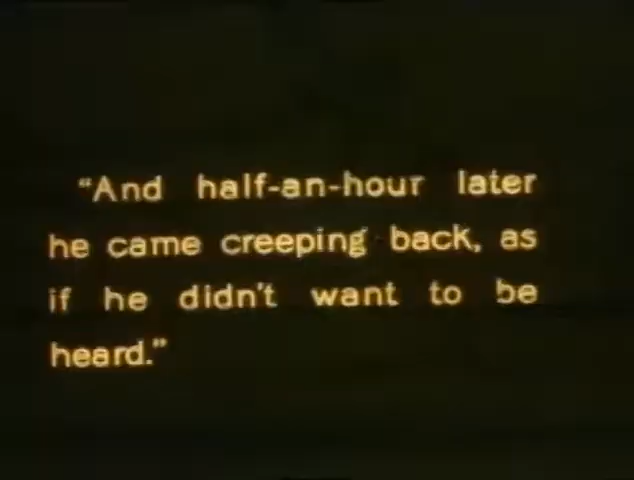 “And half-an-hour later
he came creeping back, as
if he didn't want to be
heard.”